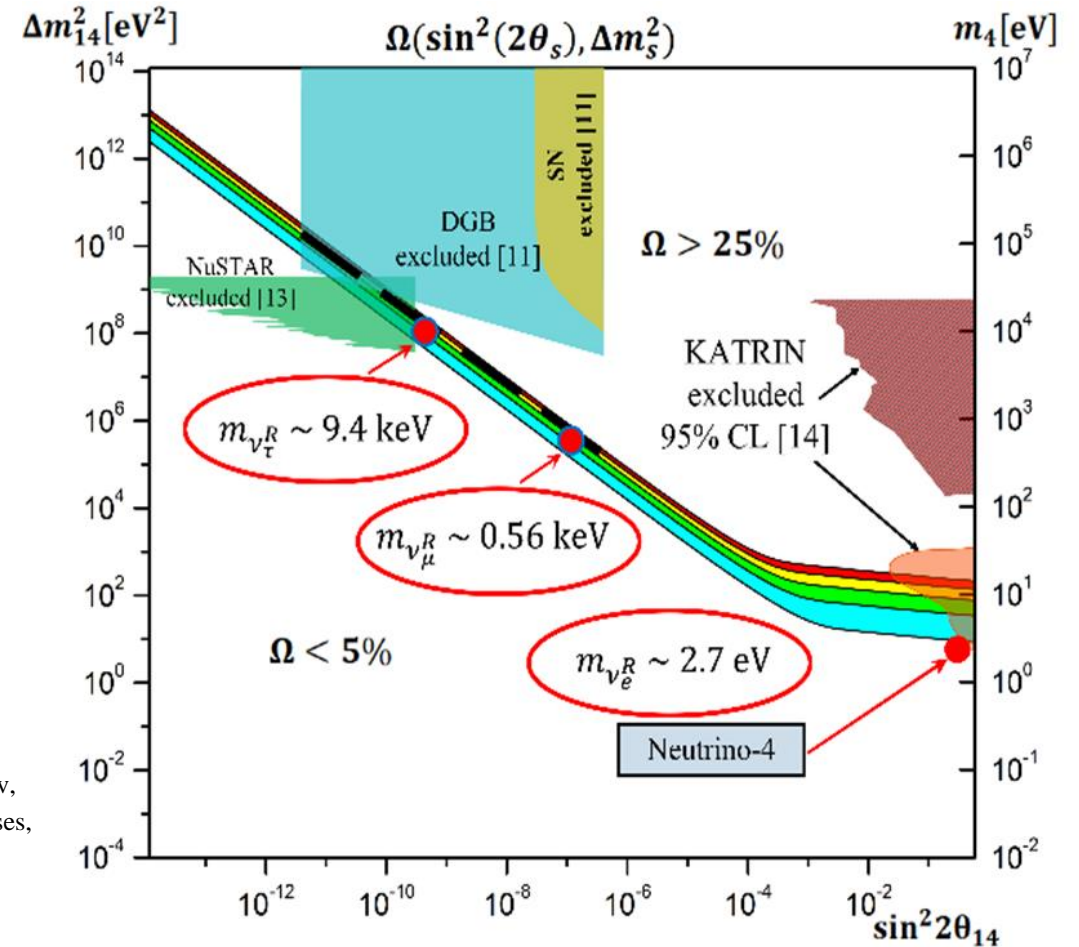 Δm²₁₄[eV²]
Ω(sin²(2θₛ), Δm²ₛ)
m₄[eV]
10¹⁴
10¹²
10¹⁰
10⁸
10⁶
10⁴
10²
10⁰
10⁻²
10⁻⁴
10⁷
10⁶
10⁵
10⁴
10³
10²
10¹
10⁰
10⁻¹
10⁻²
SN
excluded [11]
DGB
excluded [11]
Ω > 25%
NuSTAR
excluded [13]
KATRIN
excluded
95% CL [14]
m_{ν_τ^R} ~ 9.4 keV
m_{ν_μ^R} ~ 0.56 keV
Ω < 5%
m_{ν_e^R} ~ 2.7 eV
Neutrino-4
v,
ses,
10⁻¹²
10⁻¹⁰
10⁻⁸
10⁻⁶
10⁻⁴
10⁻²
sin²2θ₁₄